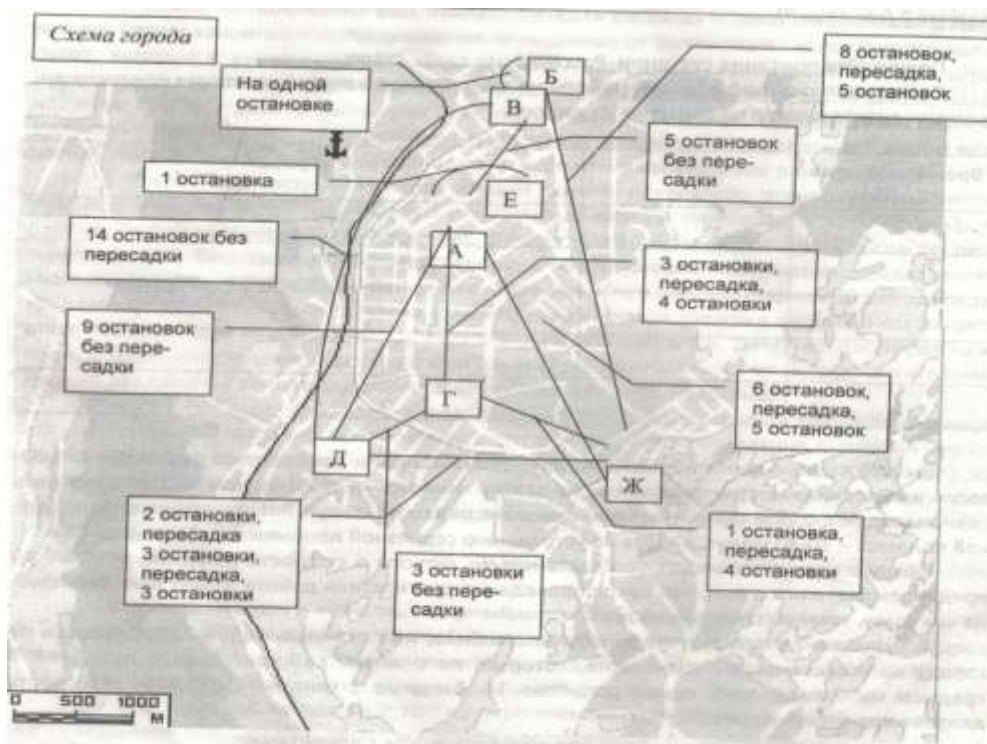 Схема города
На одной
остановке
Б
В
8 остановок,
пересадка,
5 остановок
5 остановок
без пере-
садки
1 остановка
Е
14 остановок без
пересадки
А
3 остановки,
пересадка,
4 остановки
9 остановок
без пере-
садки
Г
6 остановок,
пересадка,
5 остановок
Д
Ж
2 остановки,
пересадка
3 остановки,
пересадка,
3 остановки
3 остановки
без пере-
садки
1 остановка,
пересадка,
4 остановки
0 500 1000
М